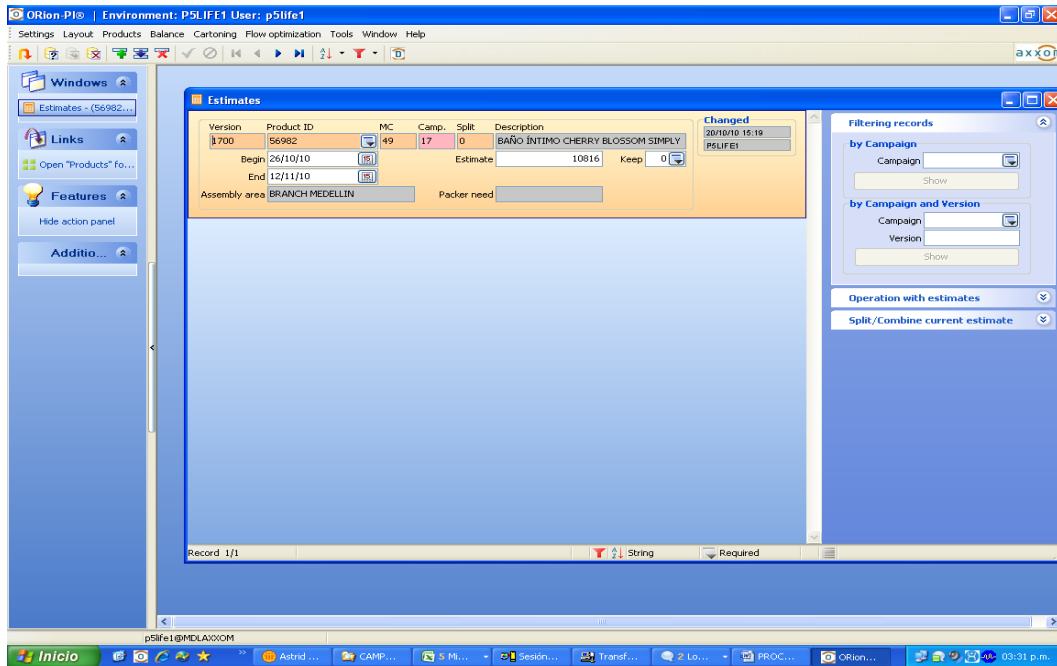 ORion-PI® | Environment: P5LIFE1 User: p5life1
Settings Layout Products Balance Cartoning Flow optimization Tools Window Help
axxom
Windows
Estimates - (56982...
Links
Open "Products" fo...
Features
Hide action panel
Additio...
Estimates
Version Product ID MC Camp. Split Description
1700 56982 49 17 0 BAÑO ÍNTIMO CHERRY BLOSSOM SIMPLY
Changed
20/10/10 15:19
P5LIFE1
Begin 26/10/10 15 Estimate 10816 Keep 0
End 12/11/10 15
Assembly area BRANCH MEDELLIN Packer need
Filtering records
by Campaign
Campaign
Show
by Campaign and Version
Campaign
Version
Show
Operation with estimates
Split/Combine current estimate
Record 1/1 String Required
p5life1@MDLAXXOM
Inicio Astrid ... CAMP... 5 Mi... Sesión... Transf... 2 Lo... PROC... ORion... 03:31 p.m.